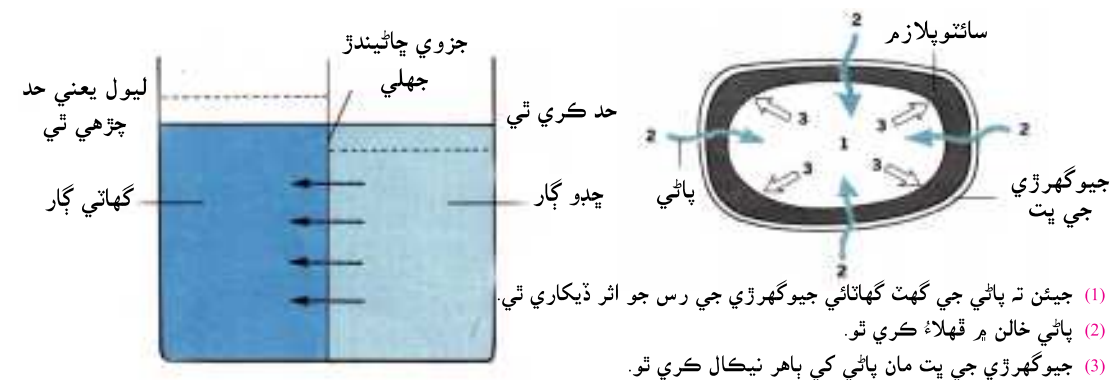 جزوي ڇاڻيندڙ
جهلي
ليول يعني حد
چڙهي ٿي
حد ڪري ٿي
گهاٽي ڳار
ڇڊو ڳار
سائٽوپلازم
2
2
2
2
3
3
3
3
1
پاڻي
جيوگهرڙي
جي ڀت
(1) جيئن ته پاڻي جي گهٽ گهاٽائي جيوگهرڙي جي رس جو اثر ڏيکاري ٿي.
(2) پاڻي خالن ۾ ڦهلاءُ ڪري ٿو.
(3) جيوگهرڙي جي ڀت مان پاڻي کي ٻاهر نيڪال ڪري ٿو.